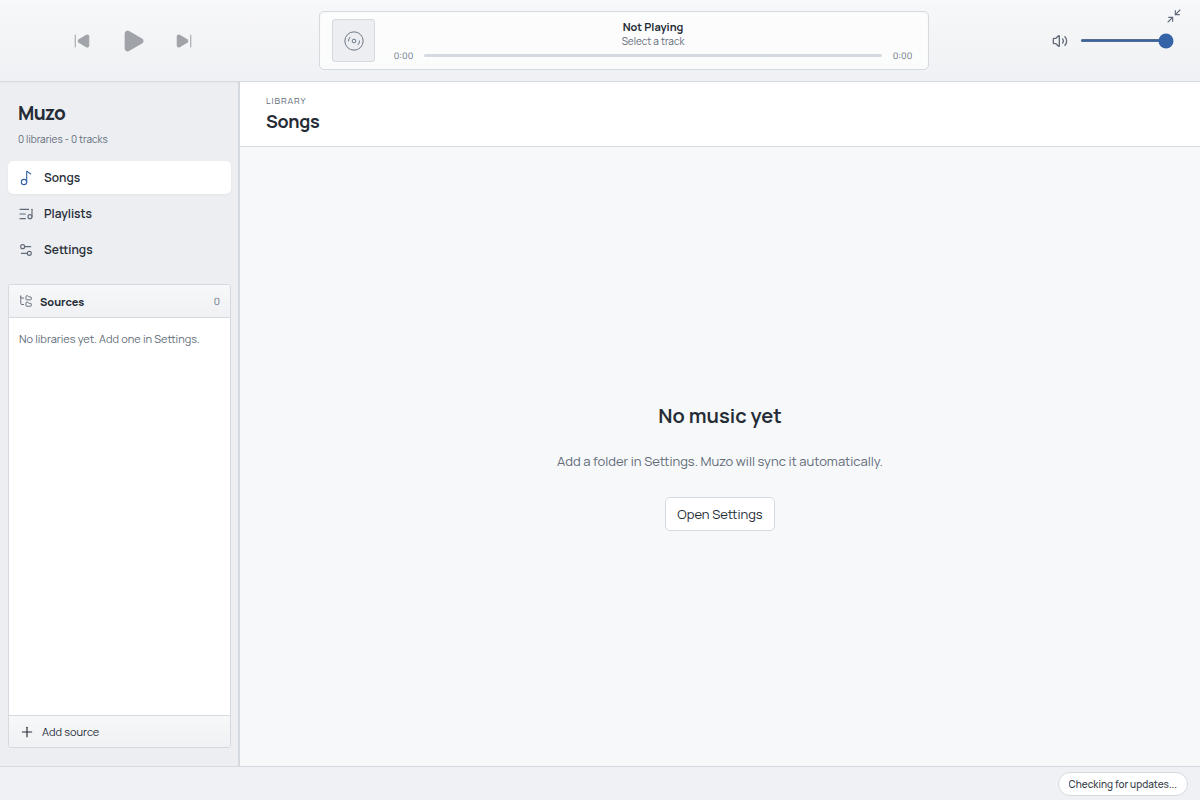 Not Playing
Select a track
0:00
0:00
Muzo
0 libraries - 0 tracks
Songs
Playlists
Settings
Sources
0
No libraries yet. Add one in Settings.
Add source
LIBRARY
Songs
No music yet
Add a folder in Settings. Muzo will sync it automatically.
Open Settings
Checking for updates...